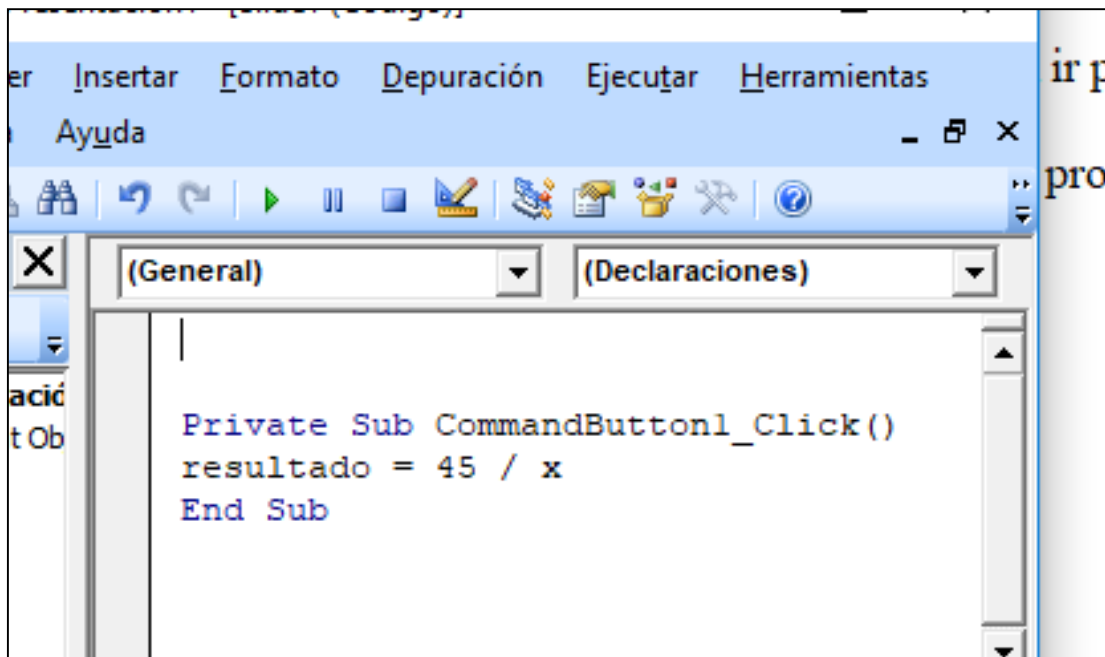 er Insertar Formato Depuración Ejecutar Herramientas
Ayuda
(General) (Declaraciones)
Private Sub CommandButton1_Click()
resultado = 45 / x
End Sub
ació
t Ob
ir p
pro